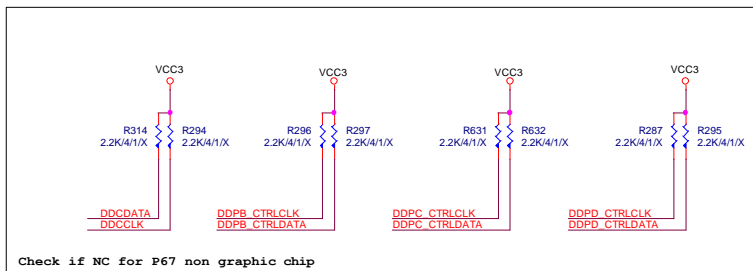 VCC3 VCC3 VCC3 VCC3
R314 R294 R296 R297 R631 R632 R287 R295
2.2K/4/1/X 2.2K/4/1/X 2.2K/4/1/X 2.2K/4/1/X 2.2K/4/1/X 2.2K/4/1/X 2.2K/4/1/X 2.2K/4/1/X
DDCDATA DDPB_CTRLCLK DDPC_CTRLCLK DDPD_CTRLCLK
DDCCLK DDPB_CTRLDATA DDPC_CTRLDATA DDPD_CTRLDATA
Check if NC for P67 non graphic chip